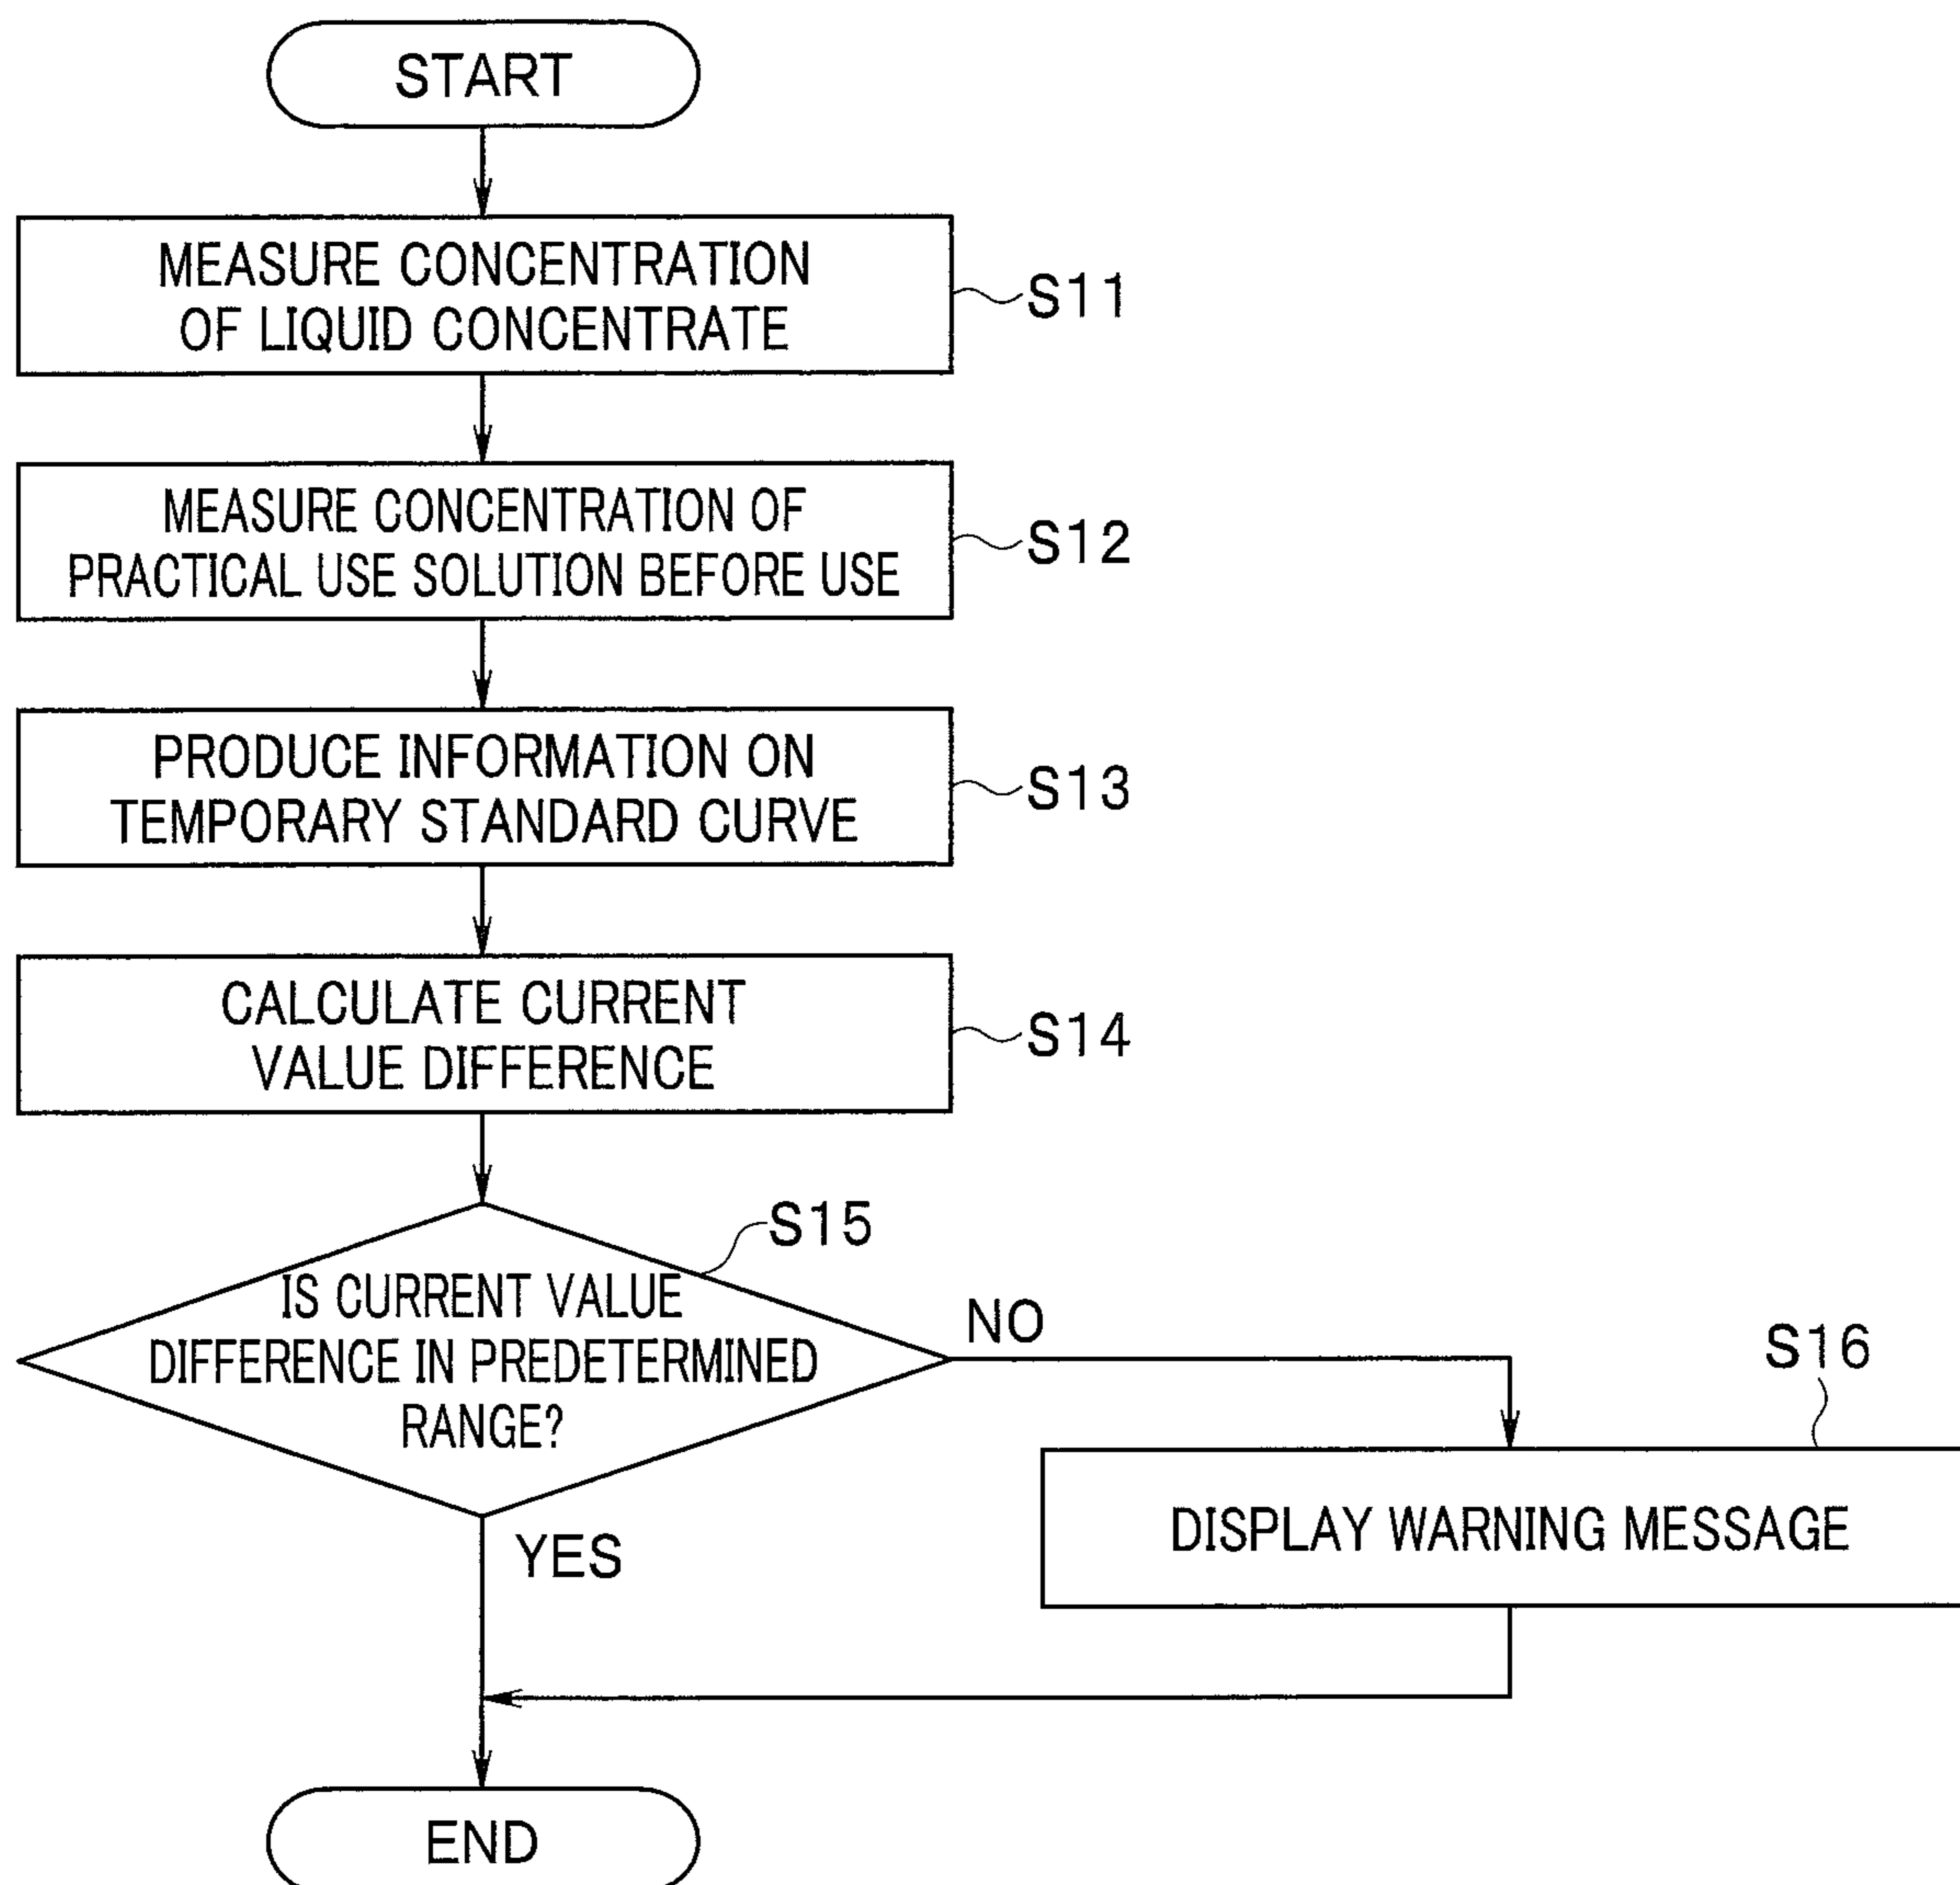 START
MEASURE CONCENTRATION
OF LIQUID CONCENTRATE
S11
MEASURE CONCENTRATION OF
PRACTICAL USE SOLUTION BEFORE USE
S12
PRODUCE INFORMATION ON
TEMPORARY STANDARD CURVE
S13
CALCULATE CURRENT
VALUE DIFFERENCE
S14
S15
IS CURRENT VALUE
DIFFERENCE IN PREDETERMINED
RANGE?
NO
S16
DISPLAY WARNING MESSAGE
YES
END